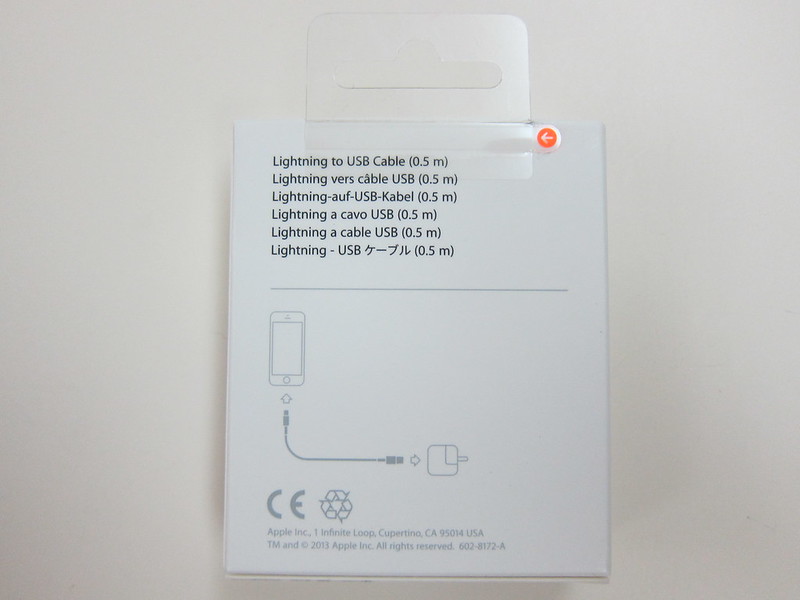 Lightning to USB Cable (0.5 m)
Lightning vers câble USB (0.5 m)
Lightning-auf-USB-Kabel (0.5 m)
Lightning a cavo USB (0.5 m)
Lightning a cable USB (0.5 m)
Lightning - USB ケーブル (0.5 m)
CE
Apple Inc., 1 Infinite Loop, Cupertino, CA 95014 USA
TM and © 2013 Apple Inc. All rights reserved. 602-8172-A